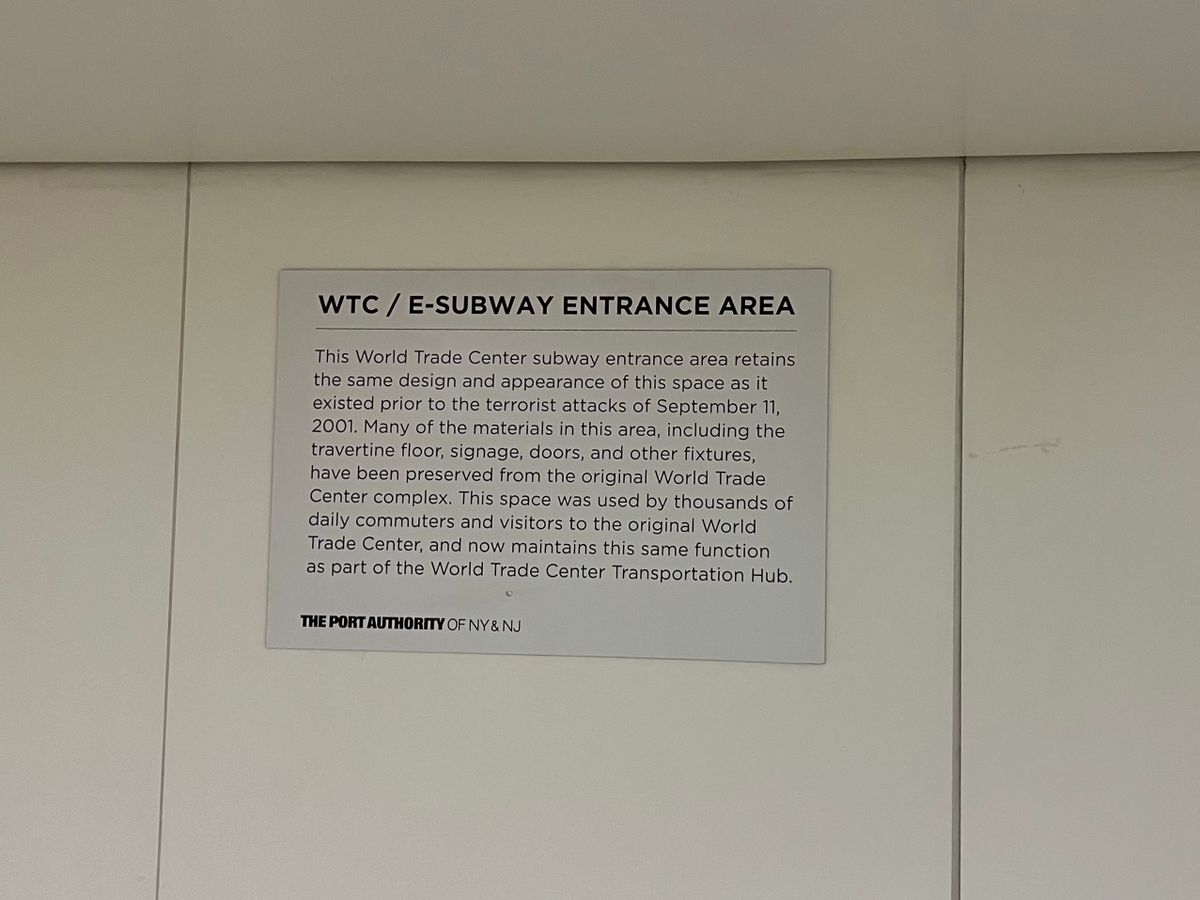 WTC / E-SUBWAY ENTRANCE AREA
This World Trade Center subway entrance area retains
the same design and appearance of this space as it
existed prior to the terrorist attacks of September 11,
2001. Many of the materials in this area, including the
travertine floor, signage, doors, and other fixtures,
have been preserved from the original World Trade
Center complex. This space was used by thousands of
daily commuters and visitors to the original World
Trade Center, and now maintains this same function
as part of the World Trade Center Transportation Hub.
THE PORT AUTHORITY OF NY & NJ